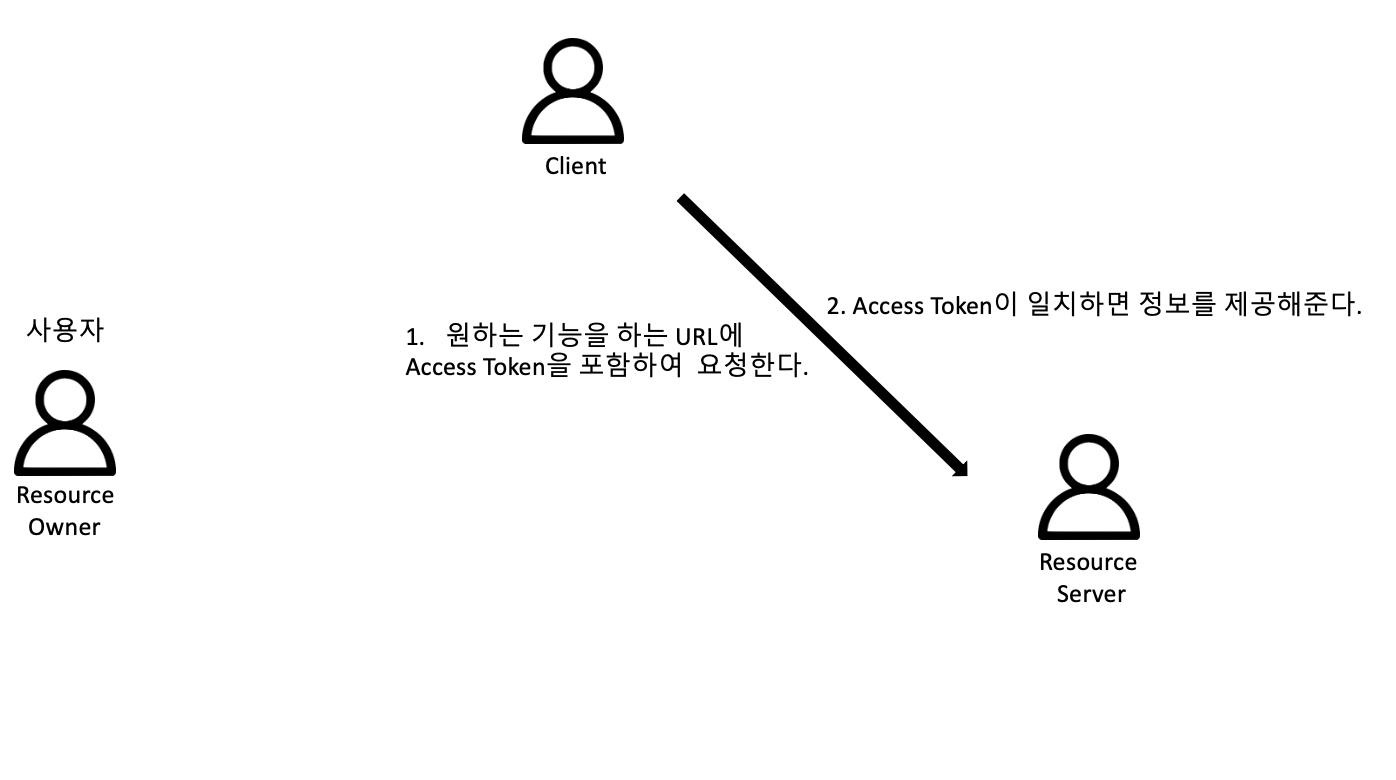 Client
2. Access Token이 일치하면 정보를 제공해준다.
사용자
1. 원하는 기능을 하는 URL에
Access Token을 포함하여 요청한다.
Resource
Owner
Resource
Server